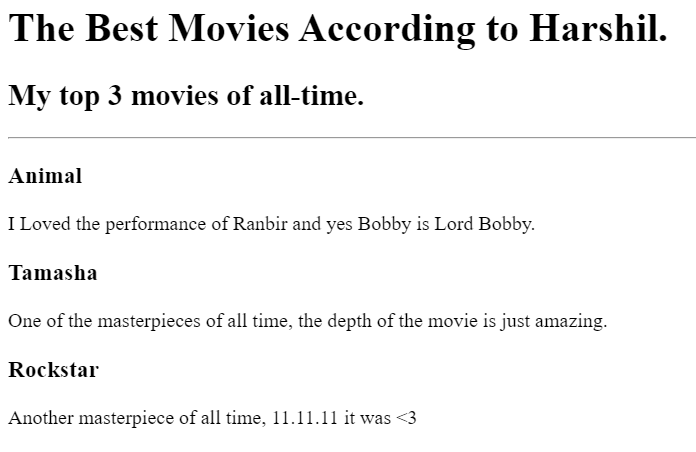 The Best Movies According to Harshil.
My top 3 movies of all-time.
Animal
I Loved the performance of Ranbir and yes Bobby is Lord Bobby.
Tamasha
One of the masterpieces of all time, the depth of the movie is just amazing.
Rockstar
Another masterpiece of all time, 11.11.11 it was <3